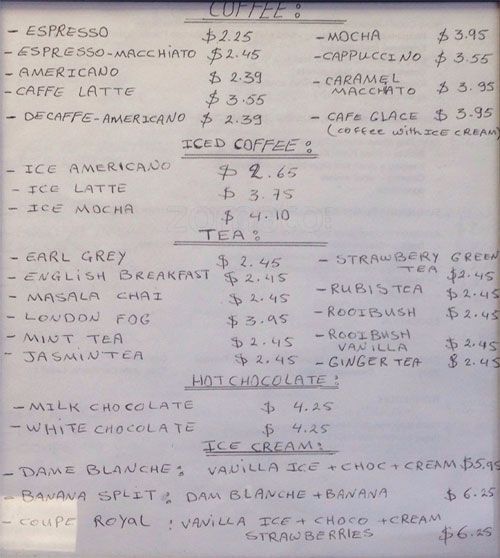 COFFEE:
- ESPRESSO $2.25
- ESPRESSO-MACCHIATO $2.45
- AMERICANO $ 2.39
- CAFFE LATTE $ 3.55
- DECAFFE-AMERICANO $ 2.39
- MOCHA $ 3.95
- CAPPUCCINO $ 3.55
- CARAMEL
MACCHATO $ 3.95
- CAFE GLACE $ 3.95
(coffee with ICE CREAM)
ICED COFFEE:
- ICE AMERICANO $ 2.65
- ICE LATTE $ 3.75
- ICE MOCHA $ 4.10
TEA:
- EARL GREY $ 2.45
- ENGLISH BREAKFAST $ 2.45
- MASALA CHAI $ 2.45
- LONDON FOG $ 3.95
- MINT TEA $ 2.45
- JASMIN TEA $ 2.45
- STRAWBERY GREEN
TEA $2.45
- RUBIS TEA $ 2.45
- ROOIBUSH $ 2.45
- ROOIBUSH
VANILLA $ 2.45
- GINGER TEA $ 2.45
HOT CHOCOLATE:
- MILK CHOCOLATE $ 4.25
- WHITE CHOCOLATE $ 4.25
ICE CREAM:
- DAME BLANCHE: VANILLA ICE + CHOC + CREAM $5.95
- BANANA SPLIT: DAM BLANCHE + BANANA $ 6.25
- COUPE ROYAL : VANILLA ICE + CHOCO + CREAM
STRAWBERRIES $6.25